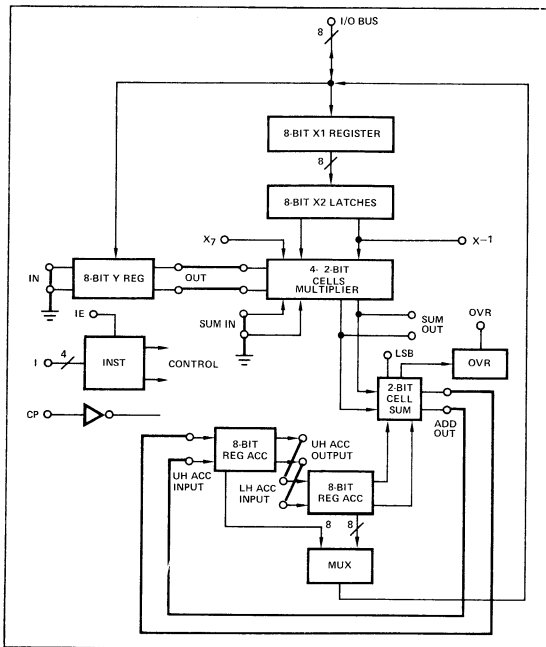 I/O BUS
8
8-BIT X1 REGISTER
8
8-BIT X2 LATCHES
X7
X-1
IN
8-BIT Y REG
OUT
4- 2-BIT
CELLS
MULTIPLIER
IE
SUM IN
SUM
OUT
OVR
I
4
INST
CONTROL
LSB
OVR
CP
2-BIT
CELL
SUM
ADD
OUT
8-BIT
REG ACC
UH ACC
OUTPUT
UH ACC
INPUT
LH ACC
INPUT
8-BIT
REG ACC
8
8
MUX